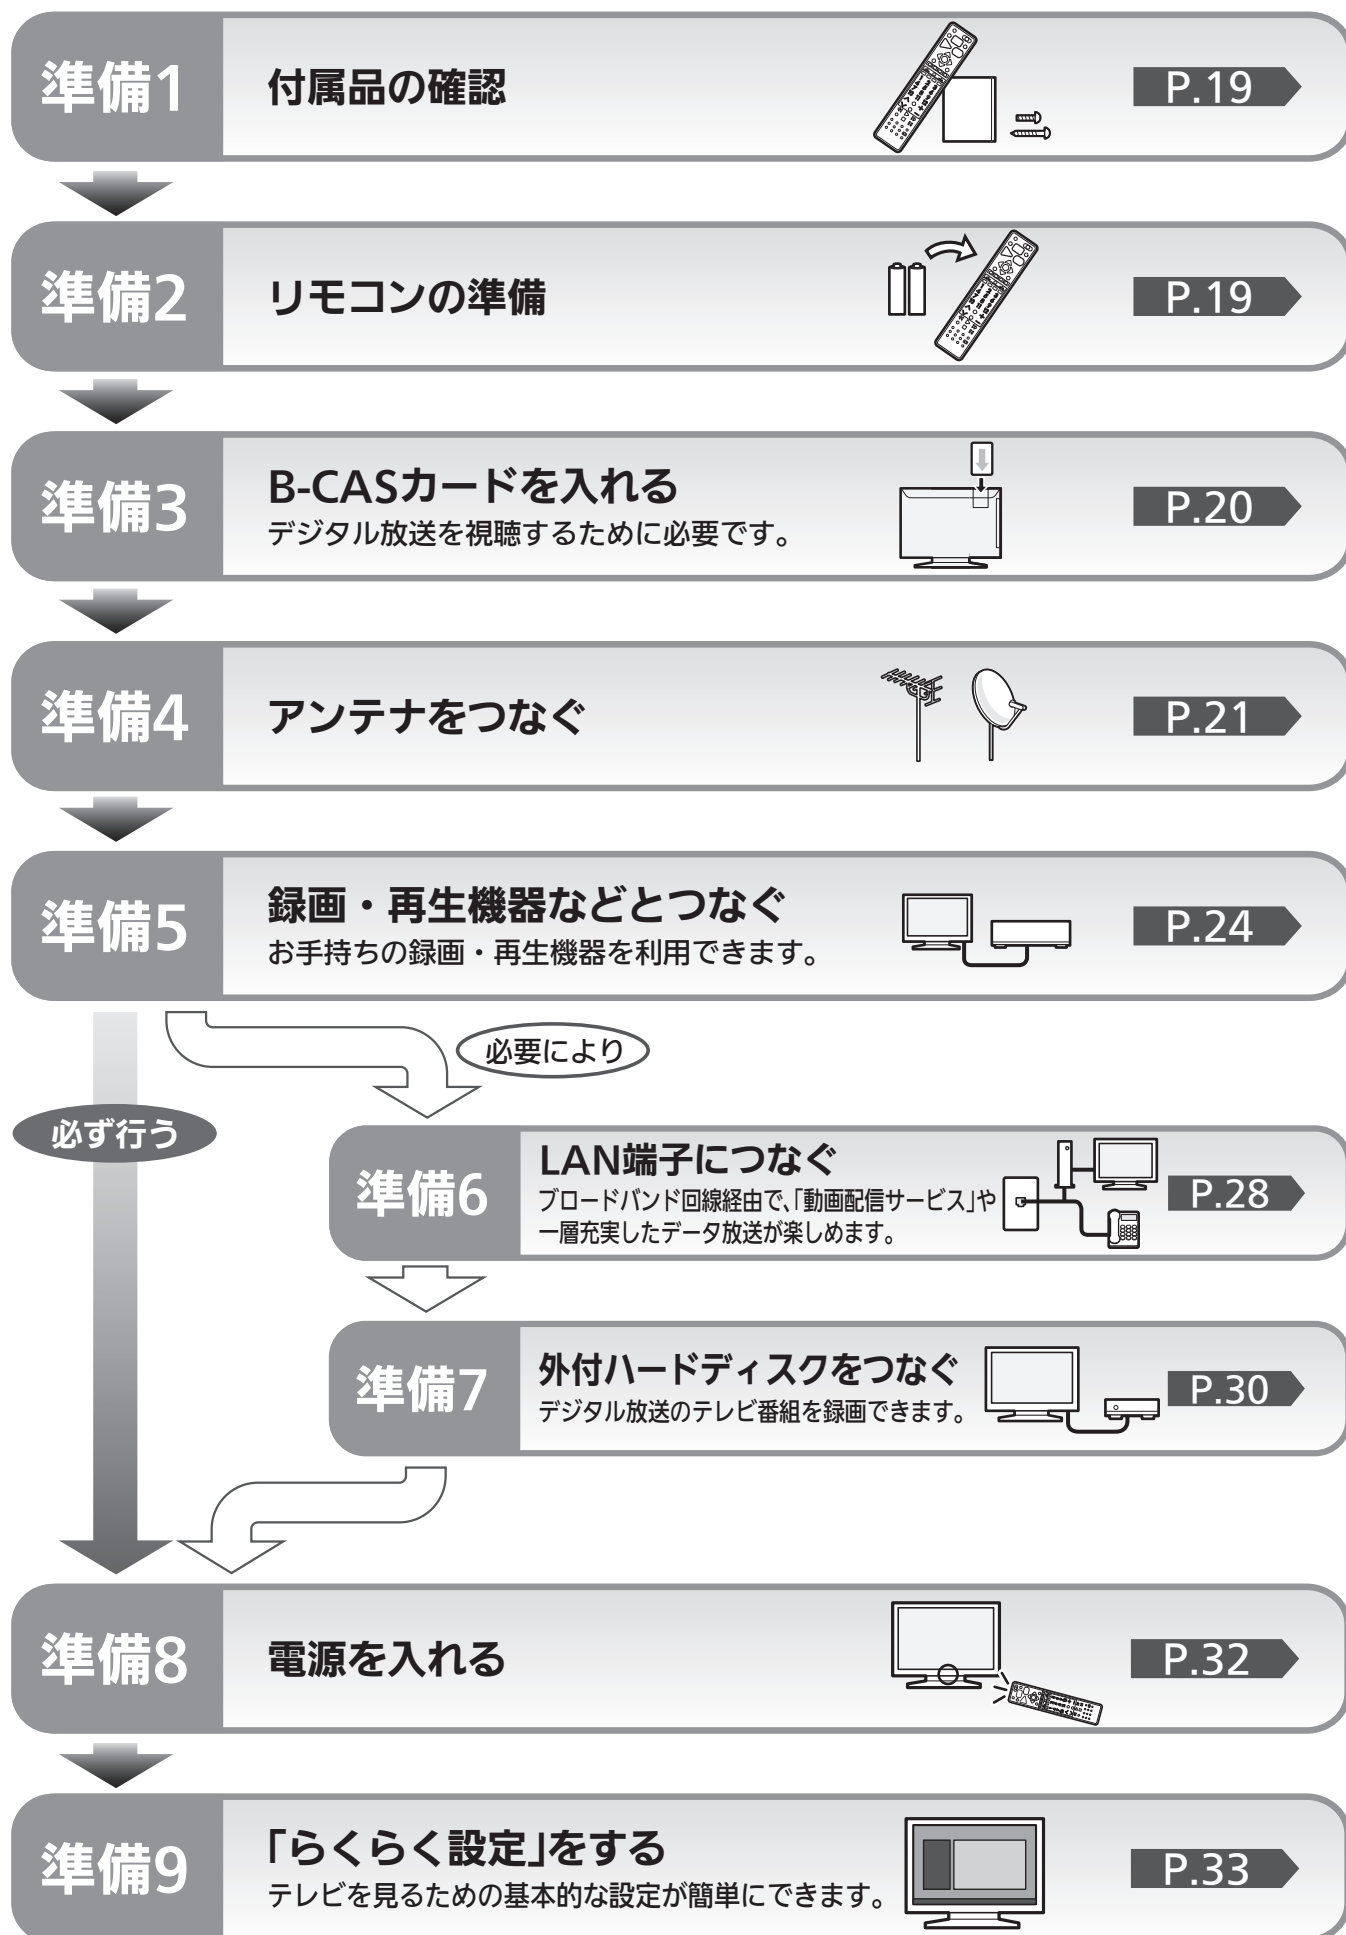 準備1
付属品の確認
P.19
準備2
リモコンの準備
P.19
準備3
B-CASカードを入れる
デジタル放送を視聴するために必要です。
P.20
準備4
アンテナをつなぐ
P.21
準備5
録画・再生機器などとつなぐ
お手持ちの録画・再生機器を利用できます。
P.24
必要により
必ず行う
準備6
LAN端子につなぐ
ブロードバンド回線経由で、「動画配信サービス」や
一層充実したデータ放送が楽しめます。
P.28
準備7
外付ハードディスクをつなぐ
デジタル放送のテレビ番組を録画できます。
P.30
準備8
電源を入れる
P.32
準備9
「らくらく設定」をする
テレビを見るための基本的な設定が簡単にできます。
P.33